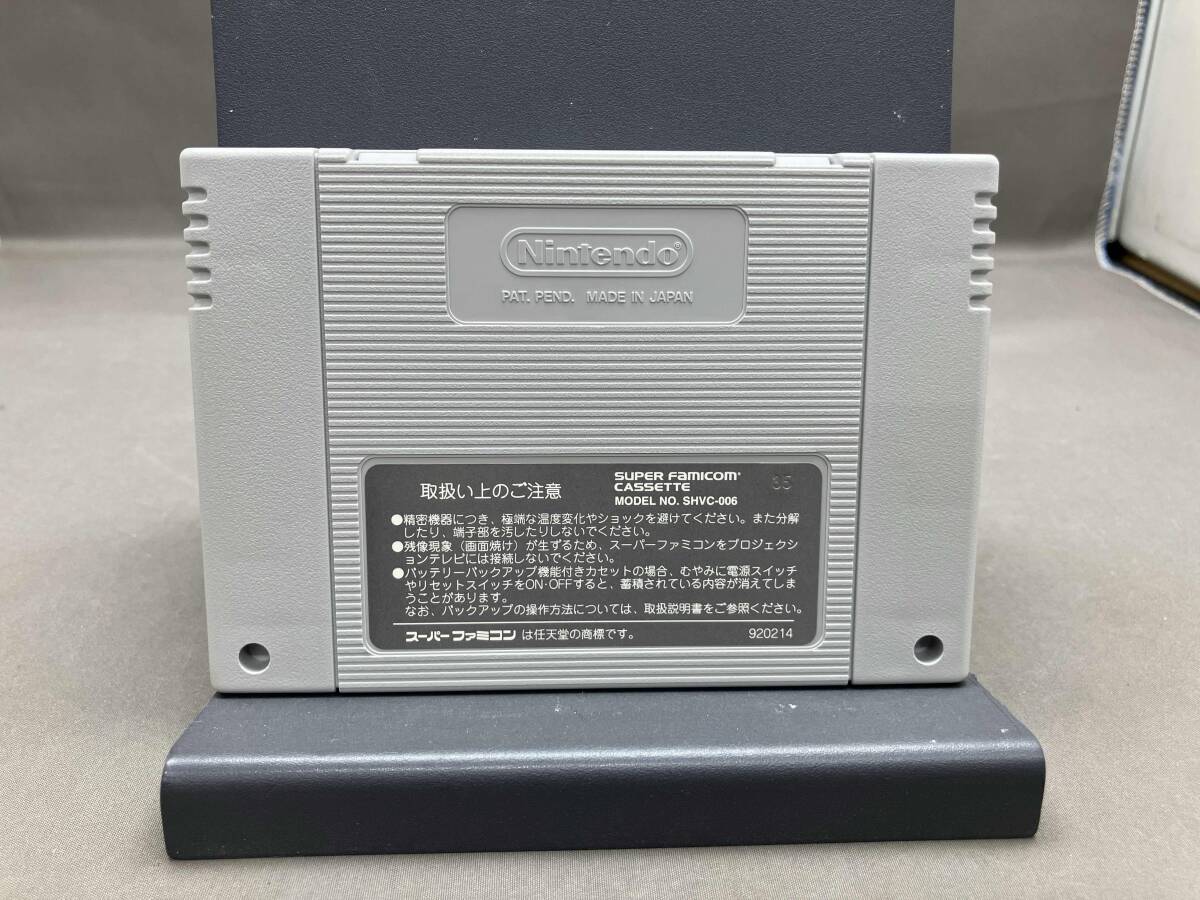 Nintendo®
PAT. PEND. MADE IN JAPAN
取扱い上のご注意
SUPER FAMICOM®
CASSETTE
MODEL NO. SHVC-006
35
●精密機器につき、極端な温度変化やショックを避けてください。また分解
したり、端子部を汚したりしないでください。
●残像現象(画面焼け)が生ずるため、スーパーファミコンをプロジェクシ
ョンテレビには接続しないでください。
●バッテリーバックアップ機能付きカセットの場合、むやみに電源スイッチ
やリセットスイッチをON·OFFすると、蓄積されている内容が消えてしま
うことがあります。
なお、バックアップの操作方法については、取扱説明書をご参照ください。
スーパーファミコン は任天堂の商標です。
920214